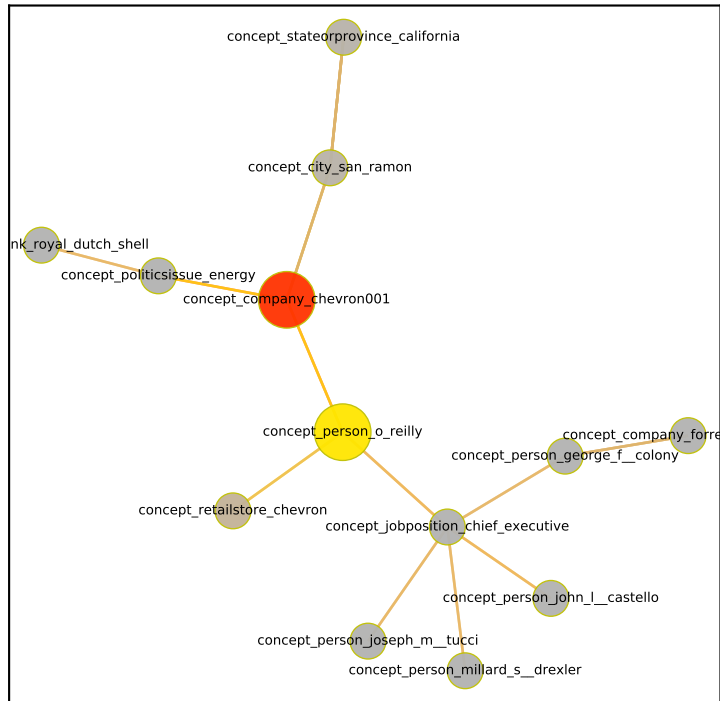 concept_stateorprovince_california
concept_city_san_ramon
nk_royal_dutch_shell
concept_politicsissue_energy
concept_company_chevron001
concept_person_o_reilly
concept_company_forre
concept_person_george_f__colony
concept_retailstore_chevron
concept_jobposition_chief_executive
concept_person_john_l__castello
concept_person_joseph_m__tucci
concept_person_millard_s__drexler